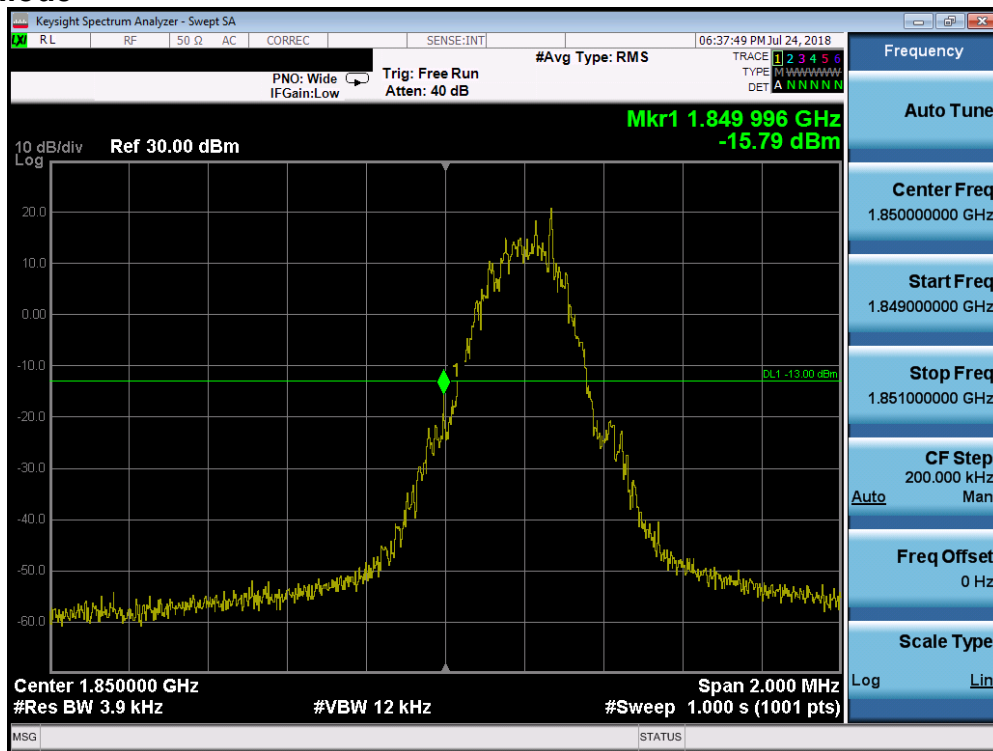 Keysight Spectrum Analyzer - Swept SA
LXI RL RF 50 Ω AC CORREC SENSE:INT 06:37:49 PM Jul 24, 2018
#Avg Type: RMS
TRACE 1 2 3 4 5 6
PNO: Wide Trig: Free Run TYPE M WWWWW
IFGain:Low Atten: 40 dB DET A N N N N N
Mkr1 1.849 996 GHz
-15.79 dBm
10 dB/div Ref 30.00 dBm
Log
20.0
10.0
0.00
-10.0
1
DL1 -13.00 dBm
-20.0
-30.0
-40.0
-50.0
-60.0
Center 1.850000 GHz Span 2.000 MHz
#Res BW 3.9 kHz #VBW 12 kHz #Sweep 1.000 s (1001 pts)
MSG STATUS
Frequency
Auto Tune
Center Freq
1.850000000 GHz
Start Freq
1.849000000 GHz
Stop Freq
1.851000000 GHz
CF Step
200.000 kHz
Auto Man
Freq Offset
0 Hz
Scale Type
Log Lin